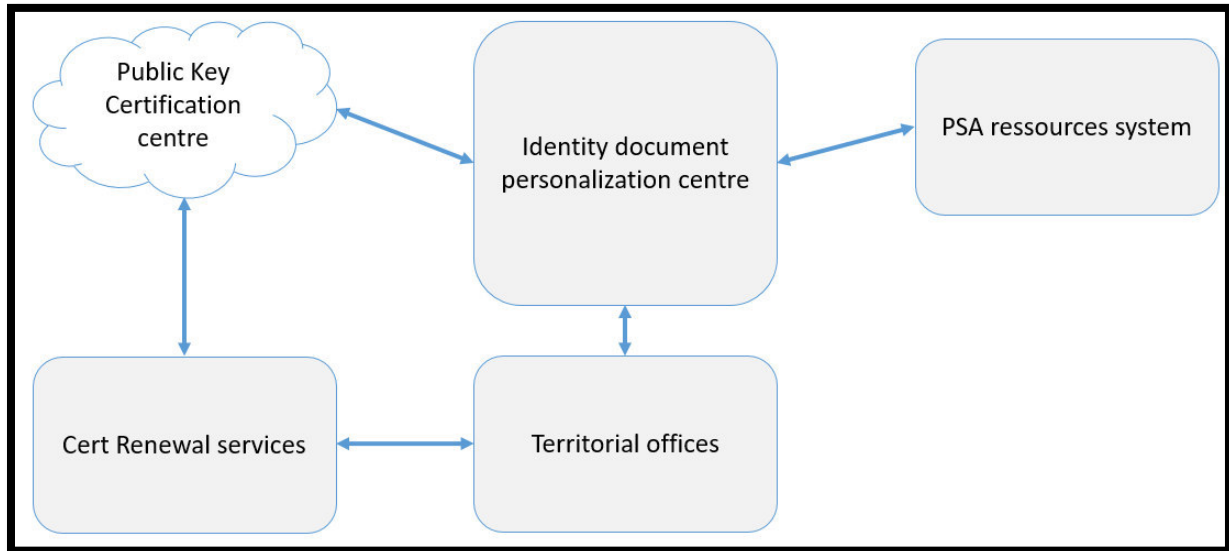 Public Key
Certification
centre
Identity document
personalization centre
PSA ressources system
Cert Renewal services
Territorial offices